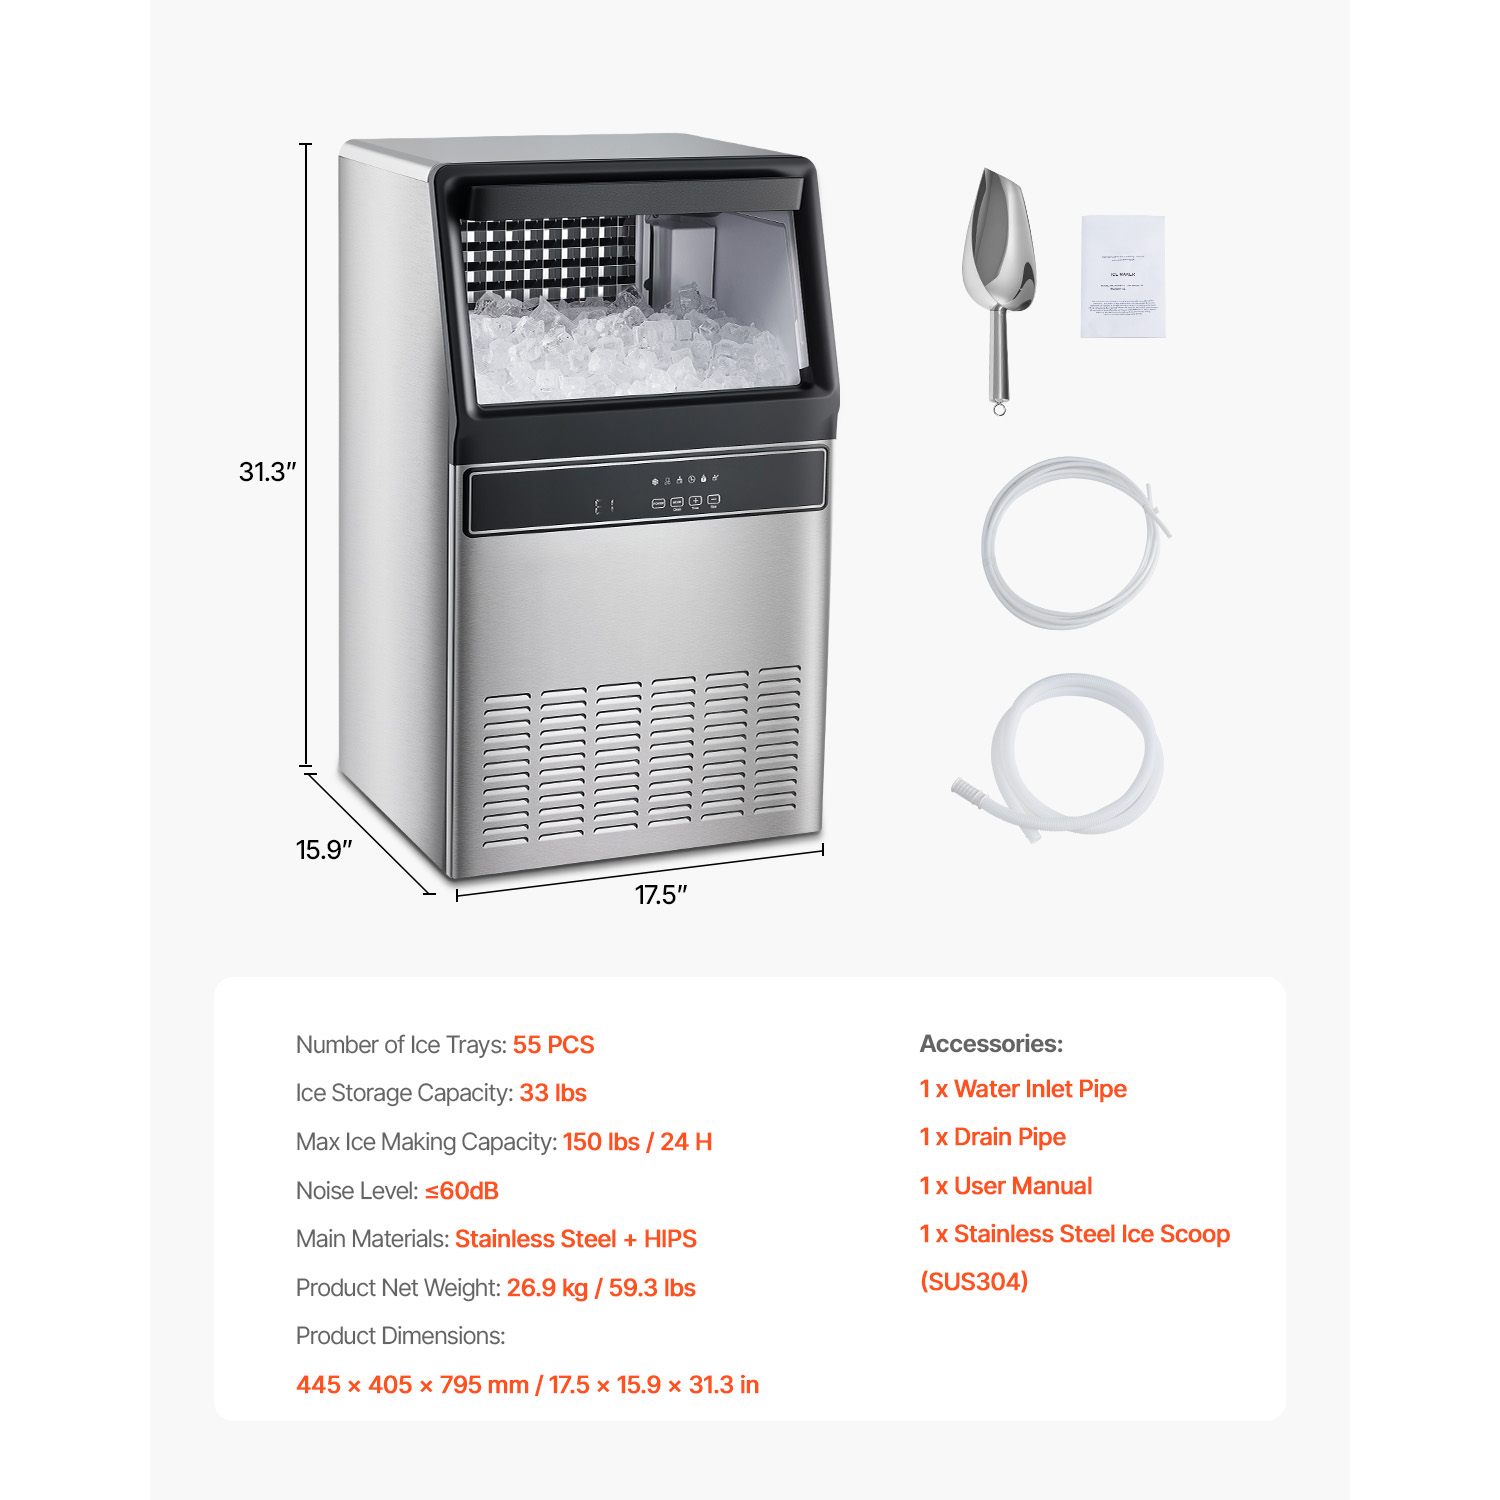 31.3″
15.9″
17.5″
ICE MAKER
Number of Ice Trays: 55 PCS
Ice Storage Capacity: 33 lbs
Max Ice Making Capacity: 150 lbs / 24 H
Noise Level: ≤60dB
Main Materials: Stainless Steel + HIPS
Product Net Weight: 26.9 kg / 59.3 lbs
Product Dimensions:
445 × 405 × 795 mm / 17.5 × 15.9 × 31.3 in
Accessories:
1 x Water Inlet Pipe
1 x Drain Pipe
1 x User Manual
1 x Stainless Steel Ice Scoop
(SUS304)